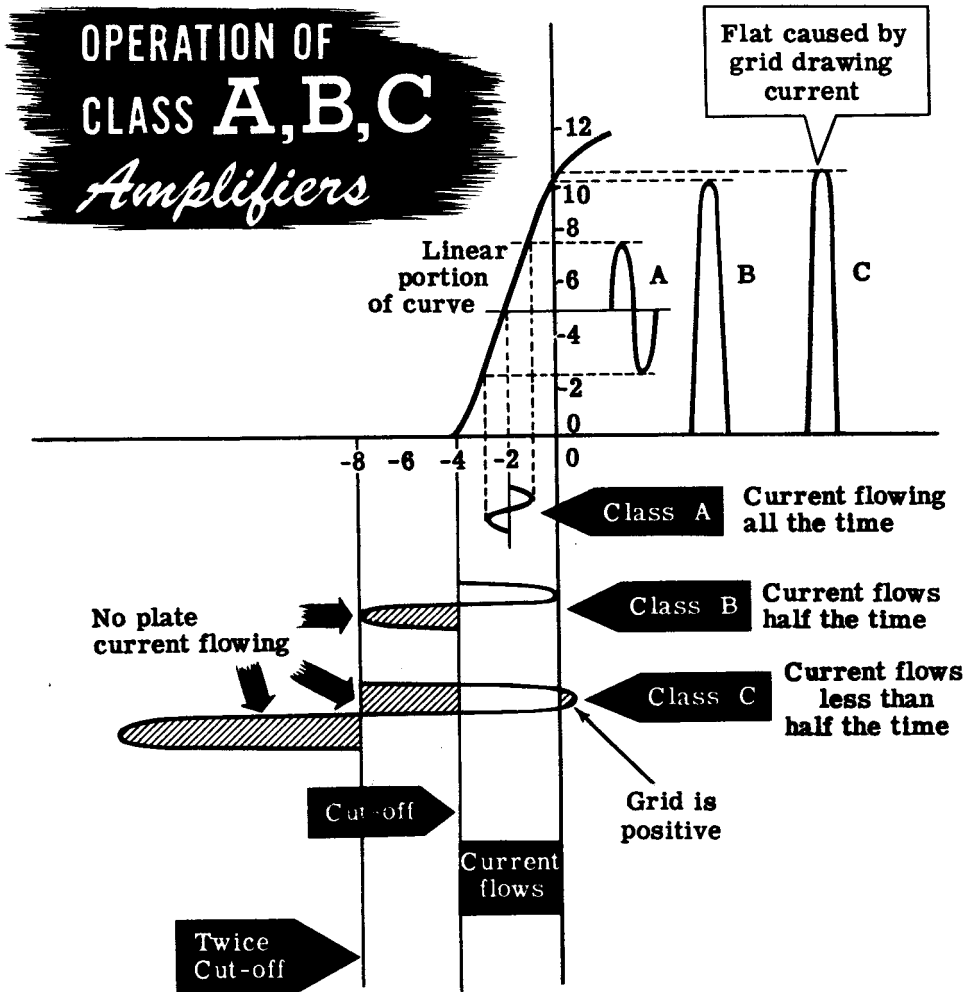 OPERATION OF
CLASS A,B,C
Amplifiers
Flat caused by
grid drawing
current
-12
10
-8
-6
-4
-2
0
Linear
portion
of curve
A
B
C
-8
-6
-4
-2
0
Class A
Current flowing
all the time
No plate
current flowing
Class B
Current flows
half the time
Class C
Current flows
less than
half the time
Cut-off
Grid is
positive
Current
flows
Twice
Cut-off